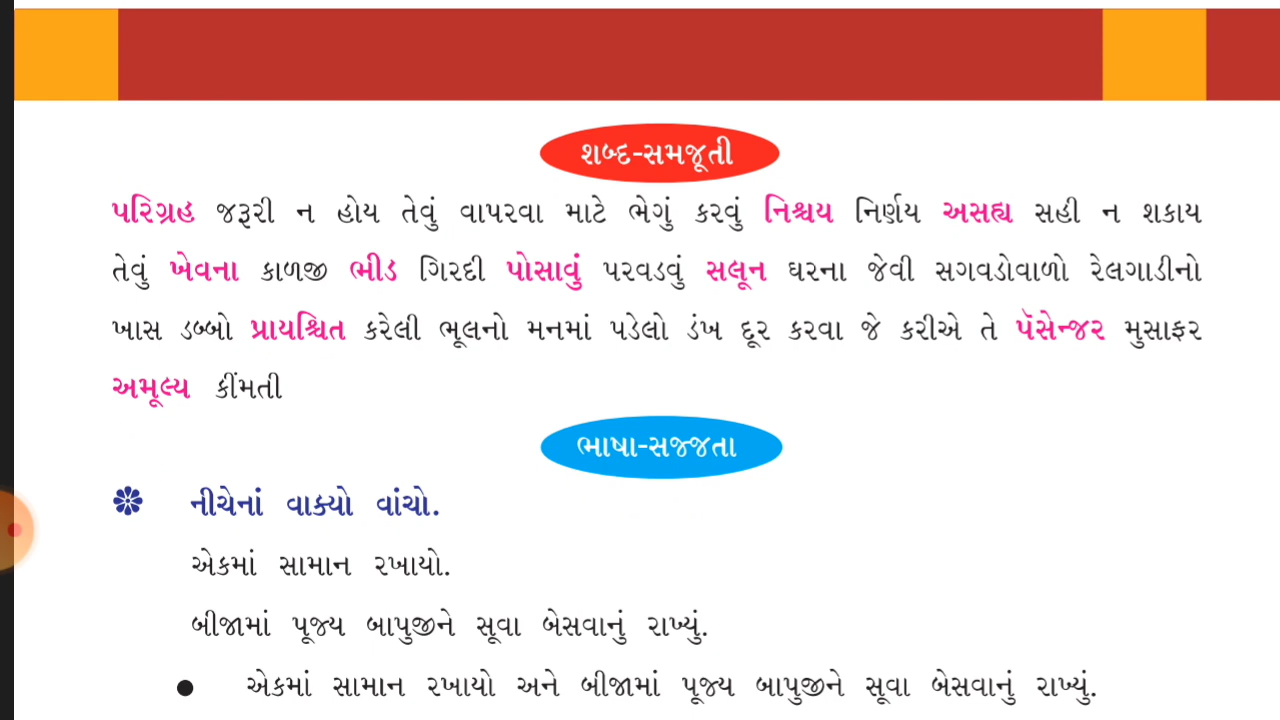 શબ્દ-સમજૂતી
પરિગ્રહ જરૂરી ન હોય તેવું વાપરવા માટે ભેગું કરવું નિશ્ચય નિર્ણય અસહ્ય સહી ન શકાય
તેવું ખેવના કાળજી ભીડ ગિરદી પોસાવું પરવડવું સલૂન ઘરના જેવી સગવડોવાળો રેલગાડીનો
ખાસ ડબ્બો પ્રાયશ્ચિત કરેલી ભૂલનો મનમાં પડેલો ડંખ દૂર કરવા જે કરીએ તે પૅસેન્જર મુસાફર
અમૂલ્ય કીંમતી
ભાષા-સજ્જતા
નીચેનાં વાક્યો વાંચો.
એકમાં સામાન રખાયો.
બીજામાં પૂજ્ય બાપુજીને સૂવા બેસવાનું રાખ્યું.
● એકમાં સામાન રખાયો અને બીજામાં પૂજ્ય બાપુજીને સૂવા બેસવાનું રાખ્યું.